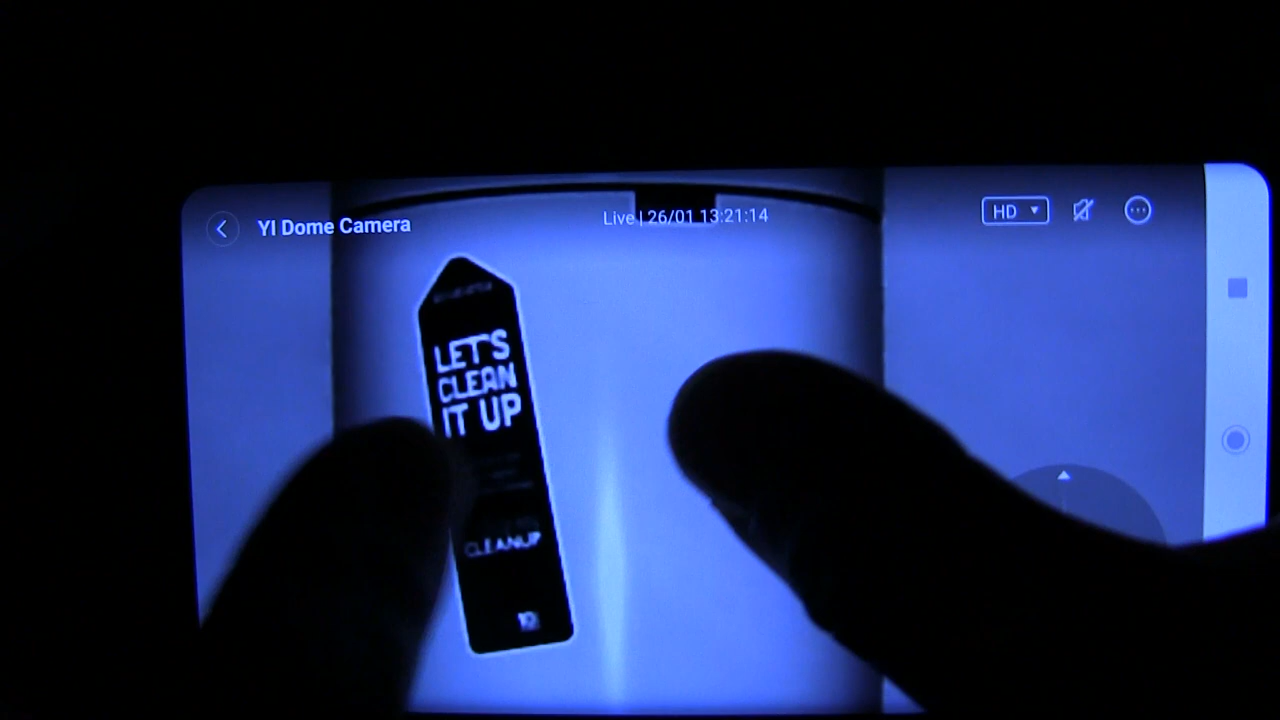 YI Dome Camera
Live | 26/01 13:21:14
HD
LET'S
CLEAN
IT UP
CLEANUP